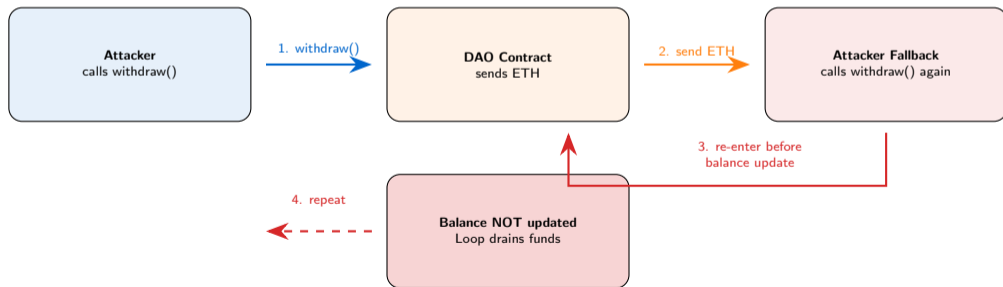 Attacker
calls withdraw()
1. withdraw()
DAO Contract
sends ETH
2. send ETH
Attacker Fallback
calls withdraw() again
3. re-enter before
balance update
4. repeat
Balance NOT updated
Loop drains funds